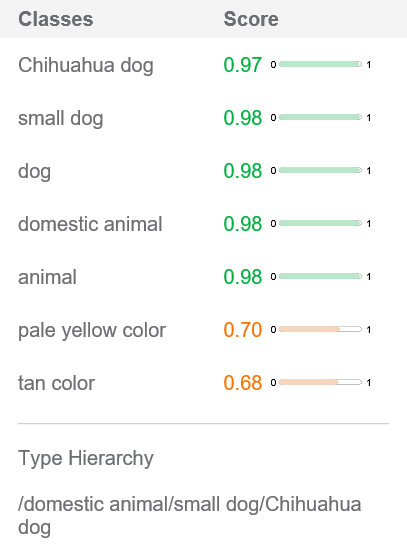 Classes Score
Chihuahua dog 0.97 0 1
small dog 0.98 0 1
dog 0.98 0 1
domestic animal 0.98 0 1
animal 0.98 0 1
pale yellow color 0.70 0 1
tan color 0.68 0 1
Type Hierarchy
/domestic animal/small dog/Chihuahua
dog